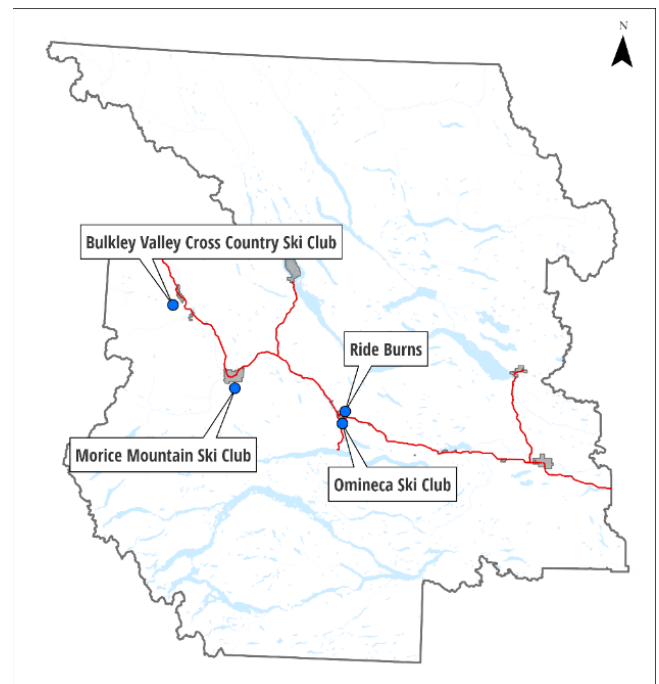 N
Bulkley Valley Cross Country Ski Club
Ride Burns
Morice Mountain Ski Club
Omineca Ski Club